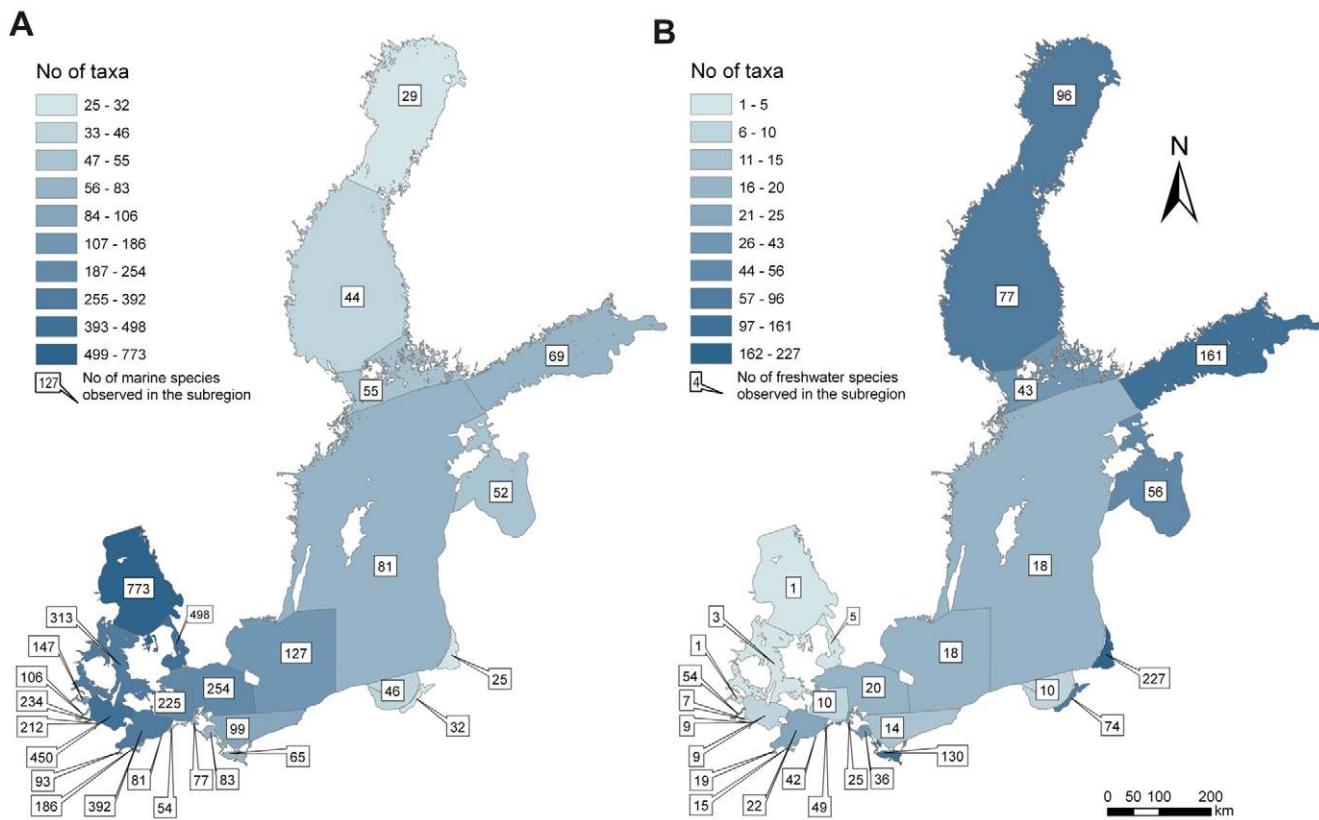 A
No of taxa
25 - 32
33 - 46
47 - 55
56 - 83
84 - 106
107 - 186
187 - 254
255 - 392
393 - 498
499 - 773
127
No of marine species
observed in the subregion
29
44
69
55
52
81
773
313
498
147
127
106
254
25
234
225
46
212
99
32
450
65
93
81
77
83
186
392
54
B
No of taxa
1 - 5
6 - 10
11 - 15
16 - 20
21 - 25
26 - 43
44 - 56
57 - 96
97 - 161
162 - 227
4
No of freshwater species
observed in the subregion
N
96
77
161
43
56
18
1
3
5
1
18
54
20
227
7
10
10
9
14
74
9
130
19
42
25
36
15
22
49
0 50 100 200
km